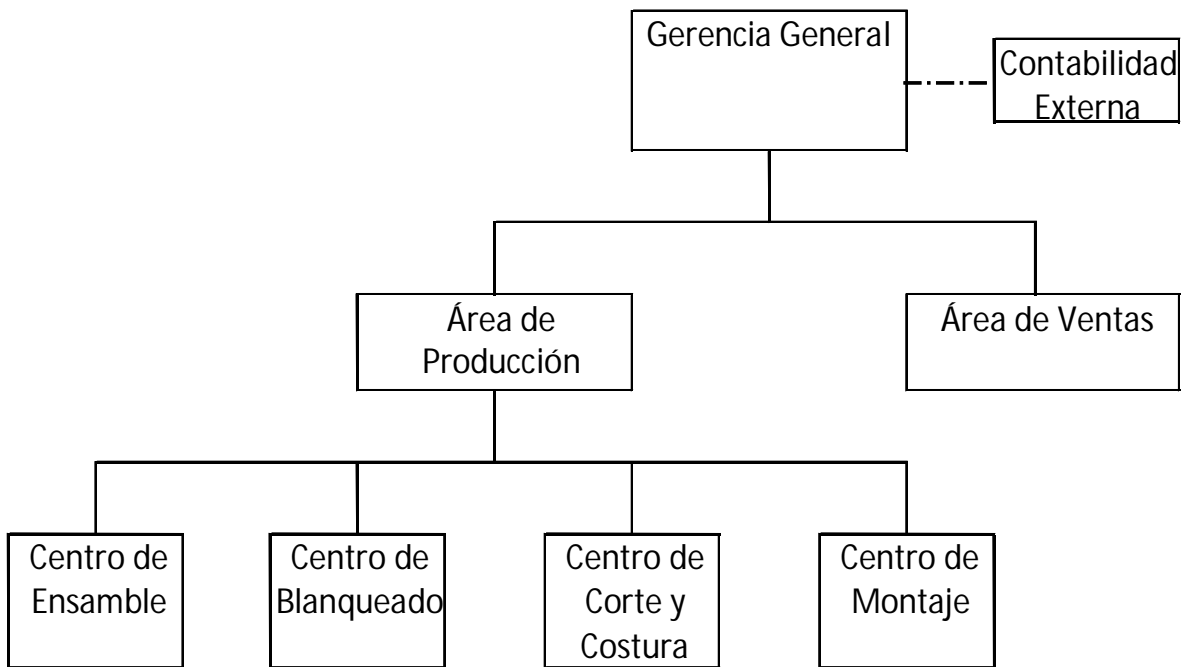 Gerencia General
Contabilidad
Externa
Área de
Producción
Área de Ventas
Centro de
Ensamble
Centro de
Blanqueado
Centro de
Corte y
Costura
Centro de
Montaje